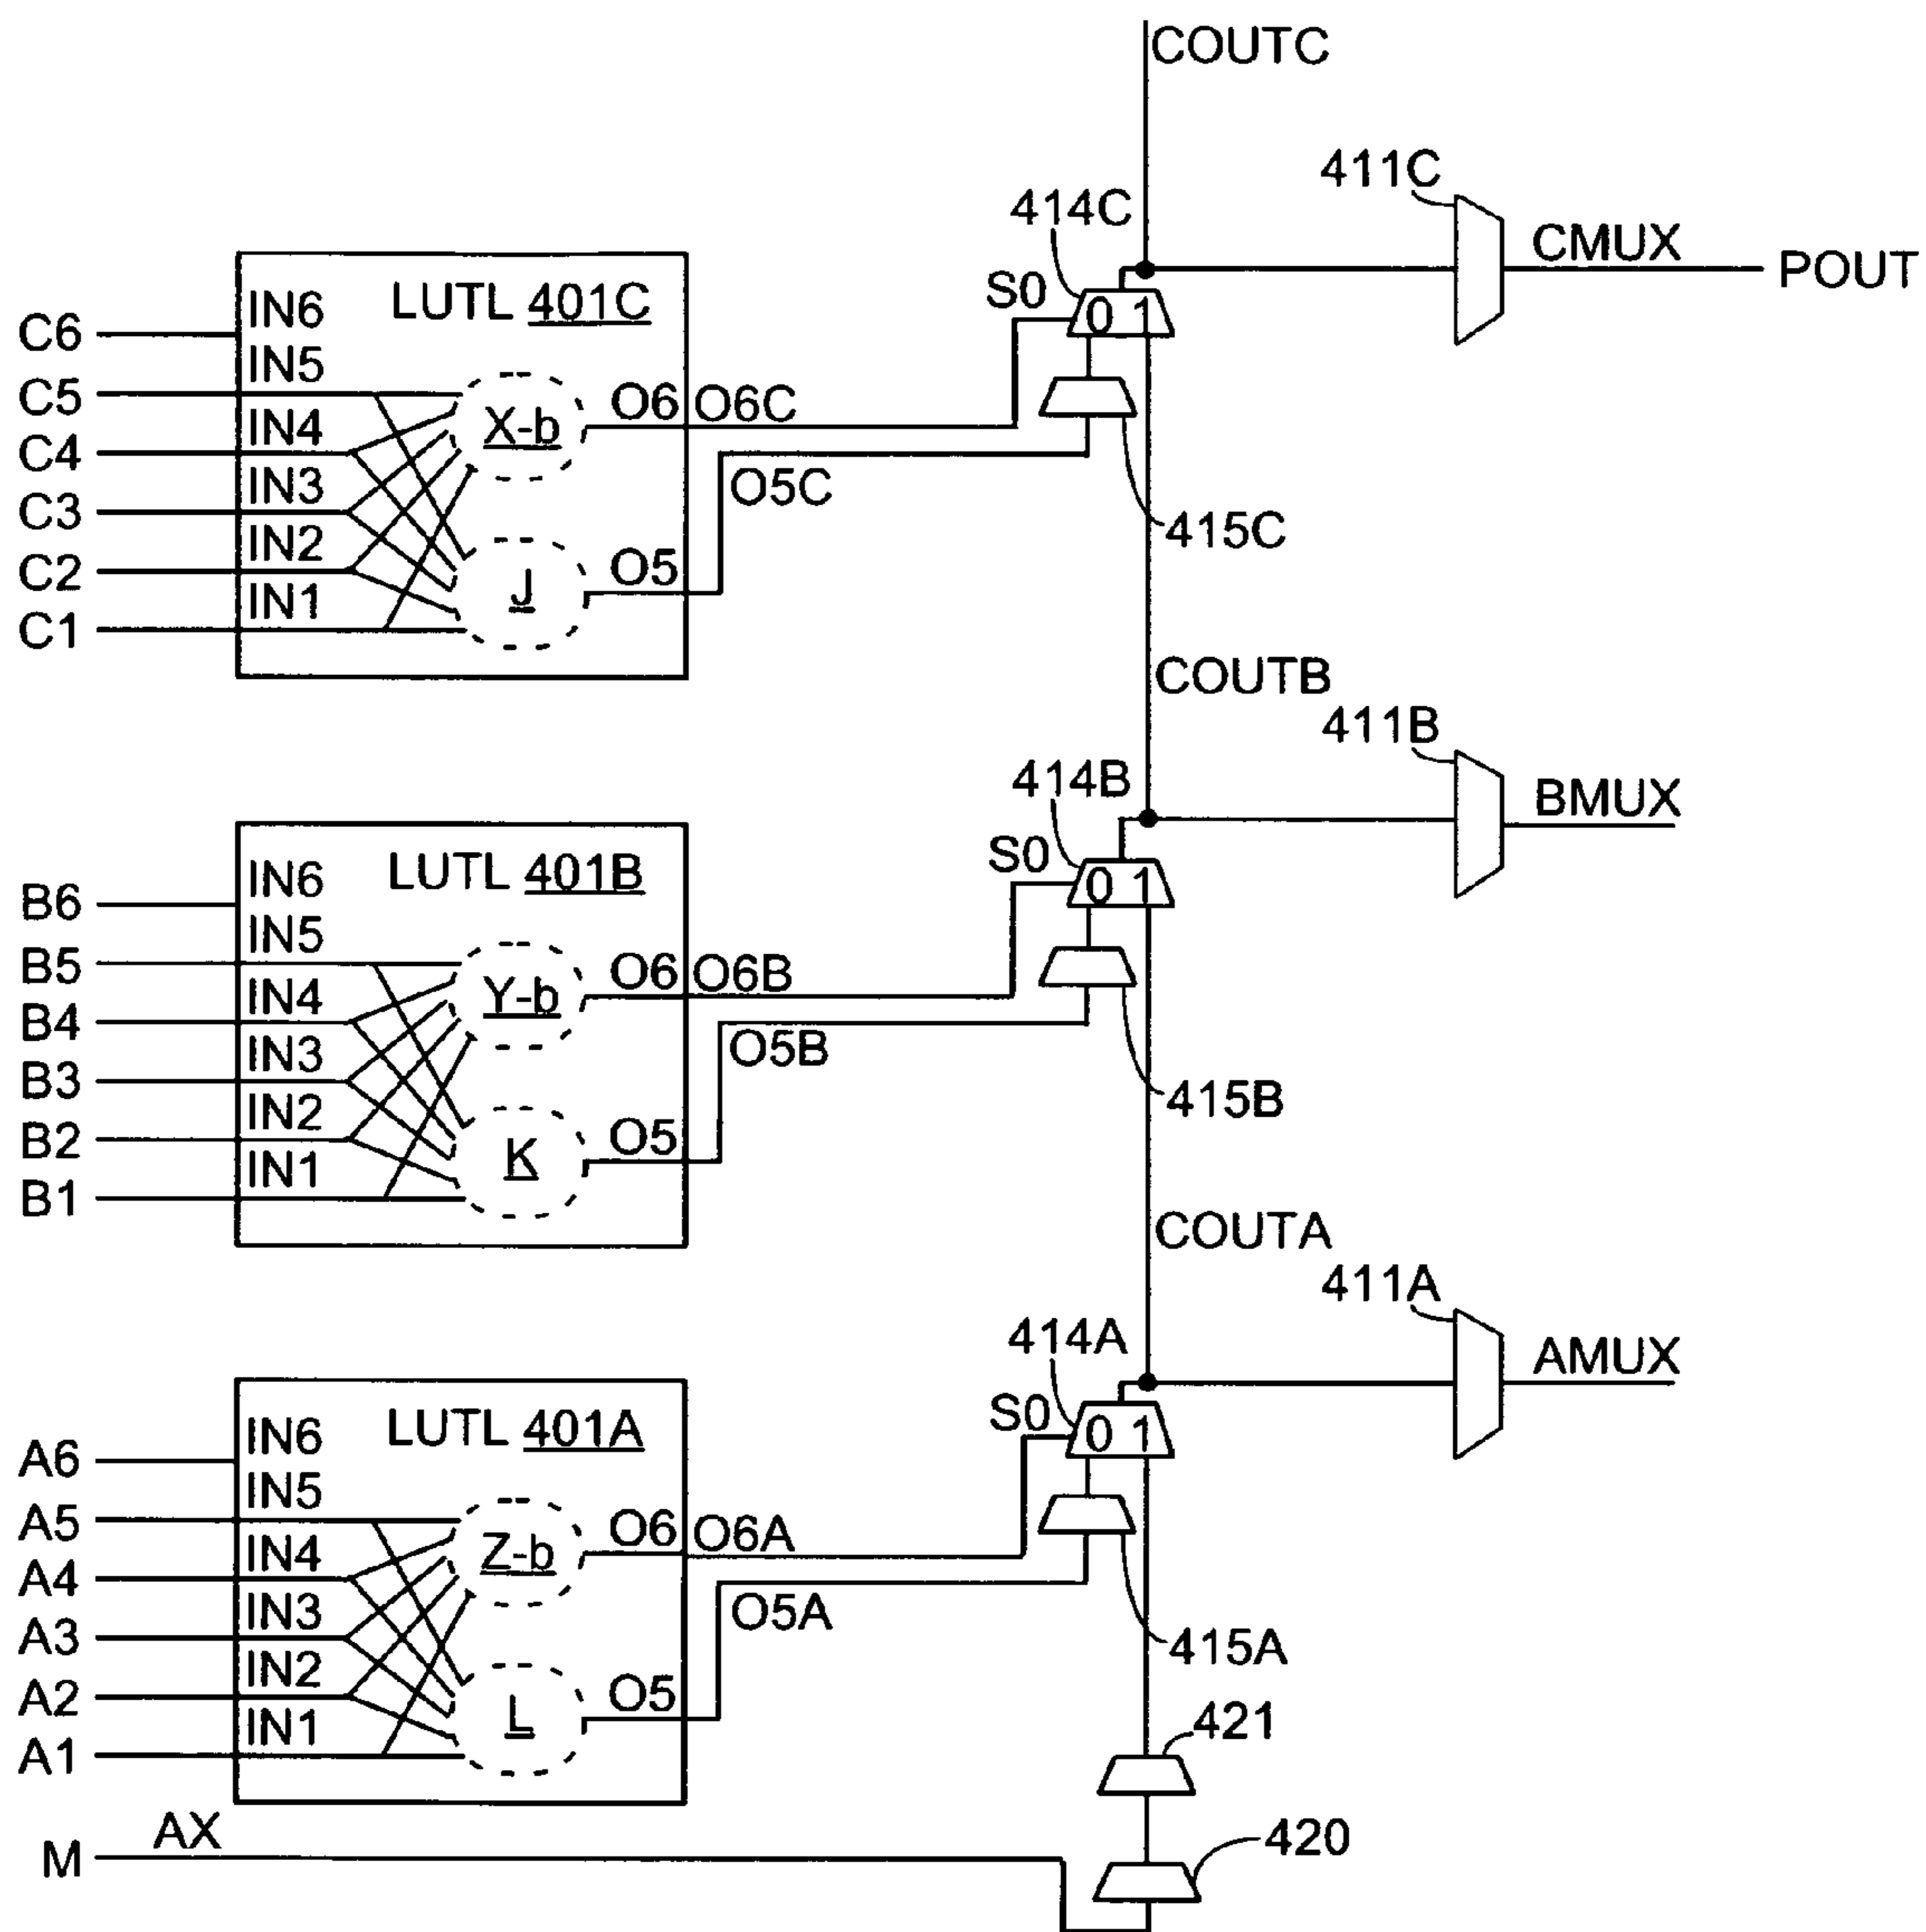 COUTC
411C
414C
CMUX
POUT
S0
0 1
LUTL 401C
IN6
C6
IN5
C5
X-b
O6
O6C
IN4
C4
IN3
C3
O5C
415C
IN2
C2
J
O5
IN1
C1
COUTB
411B
414B
BMUX
S0
0 1
LUTL 401B
IN6
B6
IN5
B5
Y-b
O6
O6B
IN4
B4
IN3
B3
O5B
415B
IN2
B2
K
O5
IN1
B1
COUTA
411A
414A
AMUX
S0
0 1
LUTL 401A
IN6
A6
IN5
A5
Z-b
O6
O6A
IN4
A4
IN3
A3
O5A
415A
IN2
A2
L
O5
IN1
A1
421
AX
M
420